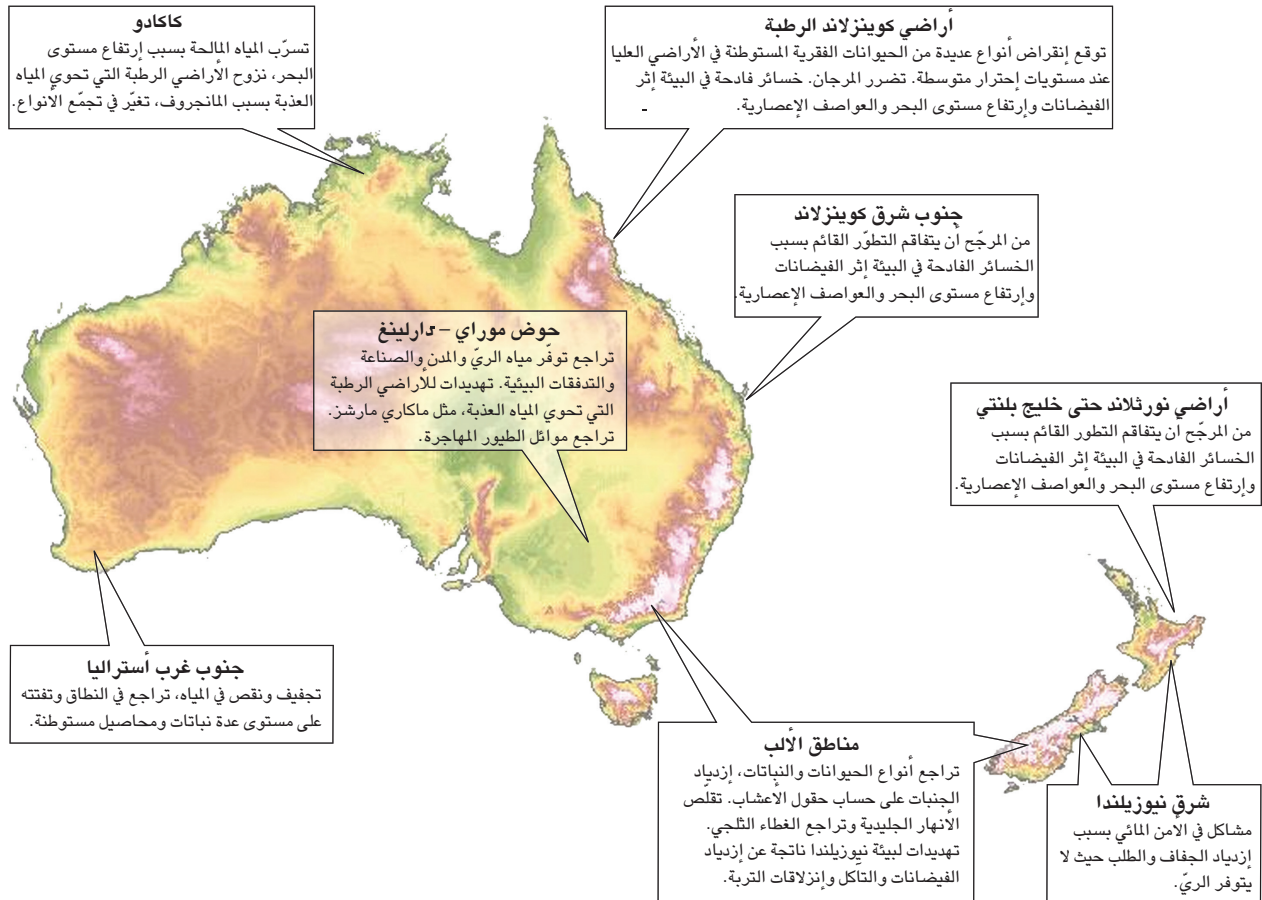 كاكادو
تسرّب المياه المالحة بسبب إرتفاع مستوى
البحر، نزوح الأراضي الرطبة التي تحوي المياه
العذبة بسبب المانجروف، تغيّر في تجمّع الأنواع.
أراضي كوينزلاند الرطبة
توقع إنقراض أنواع عديدة من الحيوانات الفقرية المستوطنة في الأراضي العليا
عند مستويات إحترار متوسطة. تضرر المرجان. خسائر فادحة في البيئة إثر
الفيضانات وإرتفاع مستوى البحر والعواصف الإعصارية.
جنوب شرق كوينزلاند
من المرجّح أن يتفاقم التطوّر القائم بسبب
الخسائر الفادحة في البيئة إثر الفيضانات
وإرتفاع مستوى البحر والعواصف الإعصارية.
حوض موراي – دارلينغ
تراجع توفّر مياه الريّ والمدن والصناعة
والتدفقات البيئية. تهديدات للأراضي الرطبة
التي تحوي المياه العذبة، مثل ماكاري مارشز.
تراجع موائل الطيور المهاجرة.
أراضي نورثلاند حتى خليج بلنتي
من المرجّح ان يتفاقم التطور القائم بسبب
الخسائر الفادحة في البيئة إثر الفيضانات
وإرتفاع مستوى البحر والعواصف الإعصارية.
جنوب غرب أستراليا
تجفيف ونقص في المياه، تراجع في النطاق وتفتته
على مستوى عدة نباتات ومحاصيل مستوطنة.
مناطق الألب
تراجع أنواع الحيوانات والنباتات، إزدياد
الجنبات على حساب حقول الأعشاب. تقلّص
الأنهار الجليدية وتراجع الغطاء الثلجي.
تهديدات لبيئة نيوزيلندا ناتجة عن إزدياد
الفيضانات والتآكل وإنزلاقات التربة.
شرق نيوزيلندا
مشاكل في الامن المائي بسبب
إزدياد الجفاف والطلب حيث لا
يتوفر الريّ.